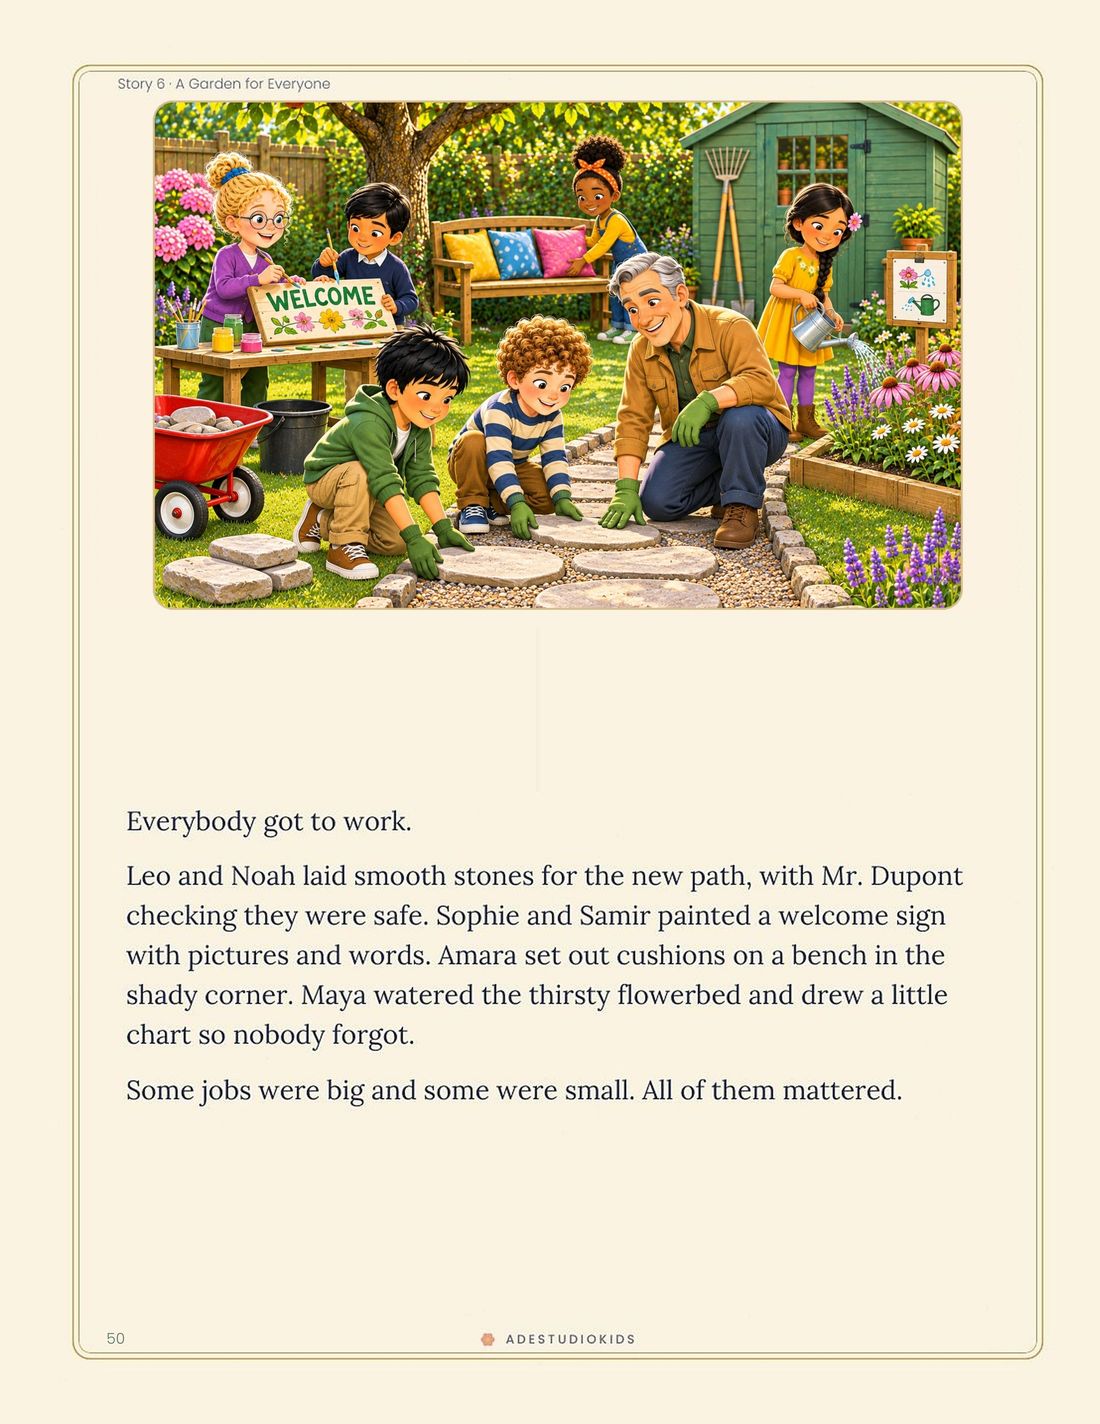 Story 6 · A Garden for Everyone
WELCOME
Everybody got to work.
Leo and Noah laid smooth stones for the new path, with Mr. Dupont
checking they were safe. Sophie and Samir painted a welcome sign
with pictures and words. Amara set out cushions on a bench in the
shady corner. Maya watered the thirsty flowerbed and drew a little
chart so nobody forgot.
Some jobs were big and some were small. All of them mattered.
50
ADESTUDIOKIDS